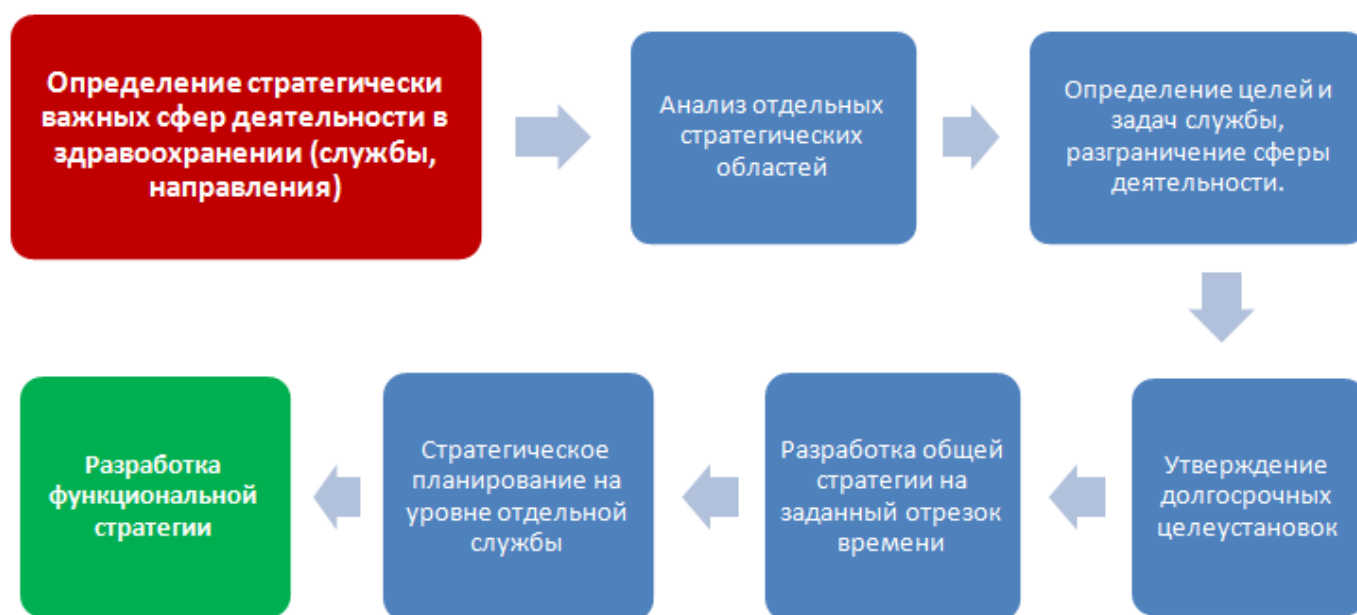 Определение стратегически
важных сфер деятельности в
здравоохранении (службы,
направления)
Анализ отдельных
стратегических
областей
Определение целей и
задач службы,
разграничение сферы
деятельности.
Утверждение
долгосрочных
целеустановок
Разработка общей
стратегии на
заданный отрезок
времени
Стратегическое
планирование на
уровне отдельной
службы
Разработка
функциональной
стратегии